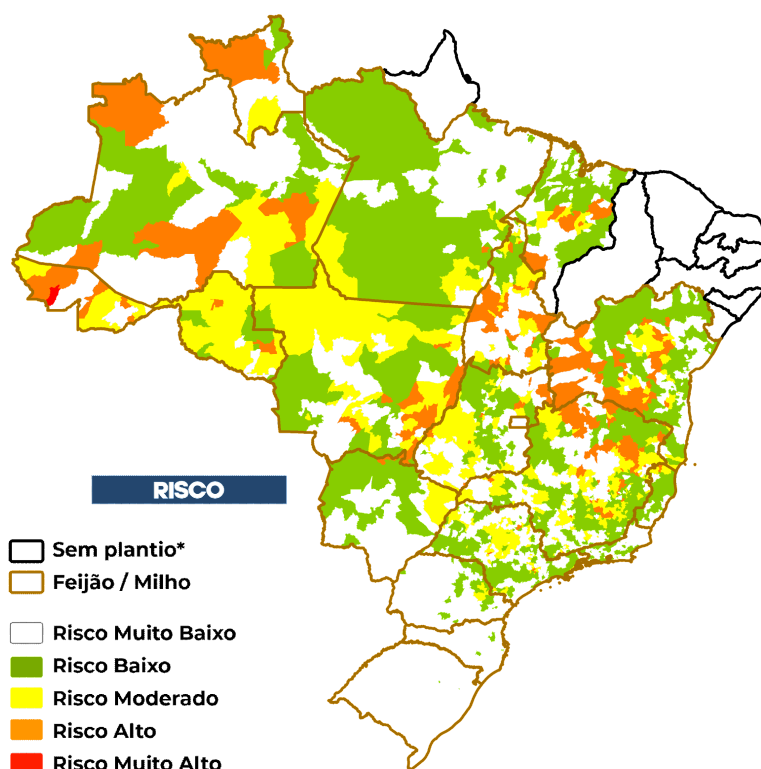 RISCO
Sem plantio*
Feijão / Milho
Risco Muito Baixo
Risco Baixo
Risco Moderado
Risco Alto
Risco Muito Alto